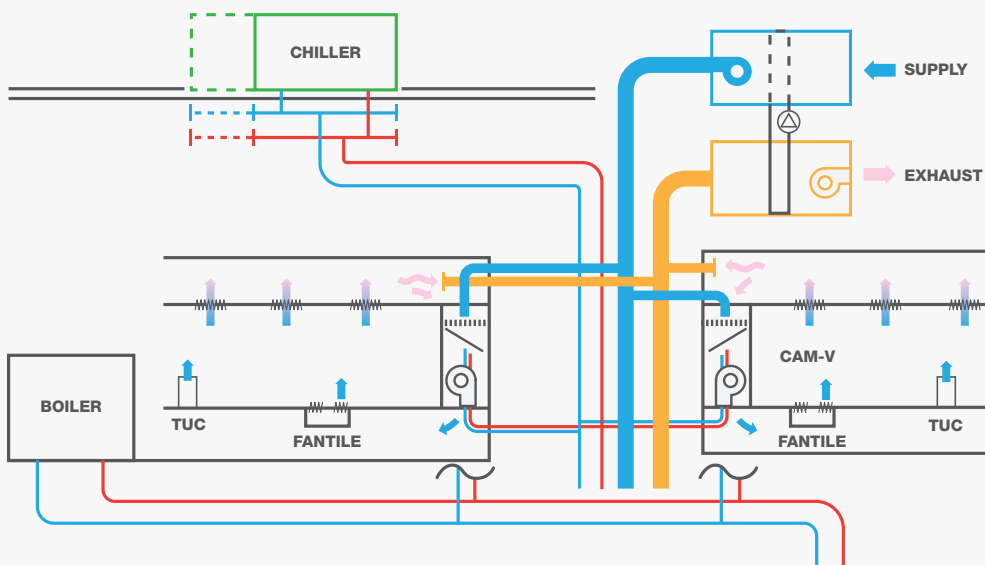 CHILLER
SUPPLY
EXHAUST
CAM-V
BOILER
TUC
FANTILE
FANTILE
TUC